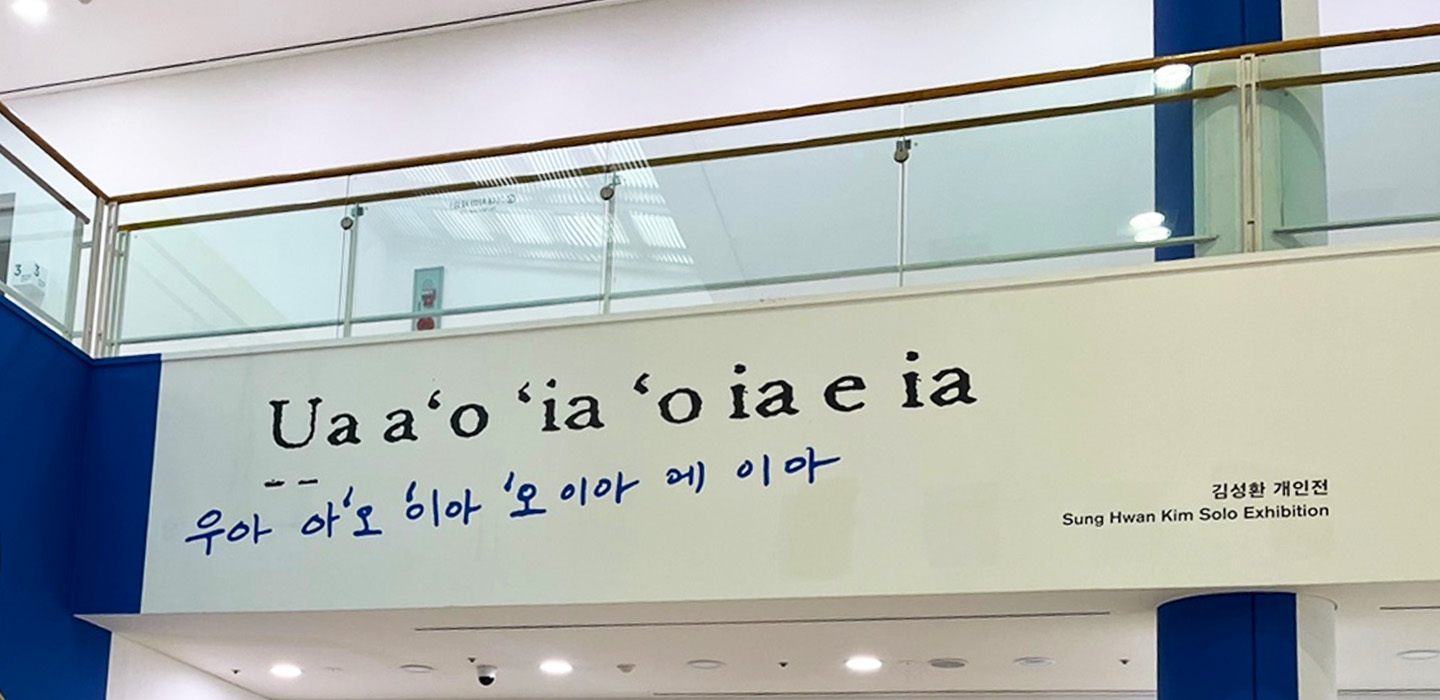 Ua a‘o ‘ia ‘o ia e ia
우아 아‘오 ‘이아 ‘오 이아 에 이아
김성환 개인전
Sung Hwan Kim Solo Exhibition